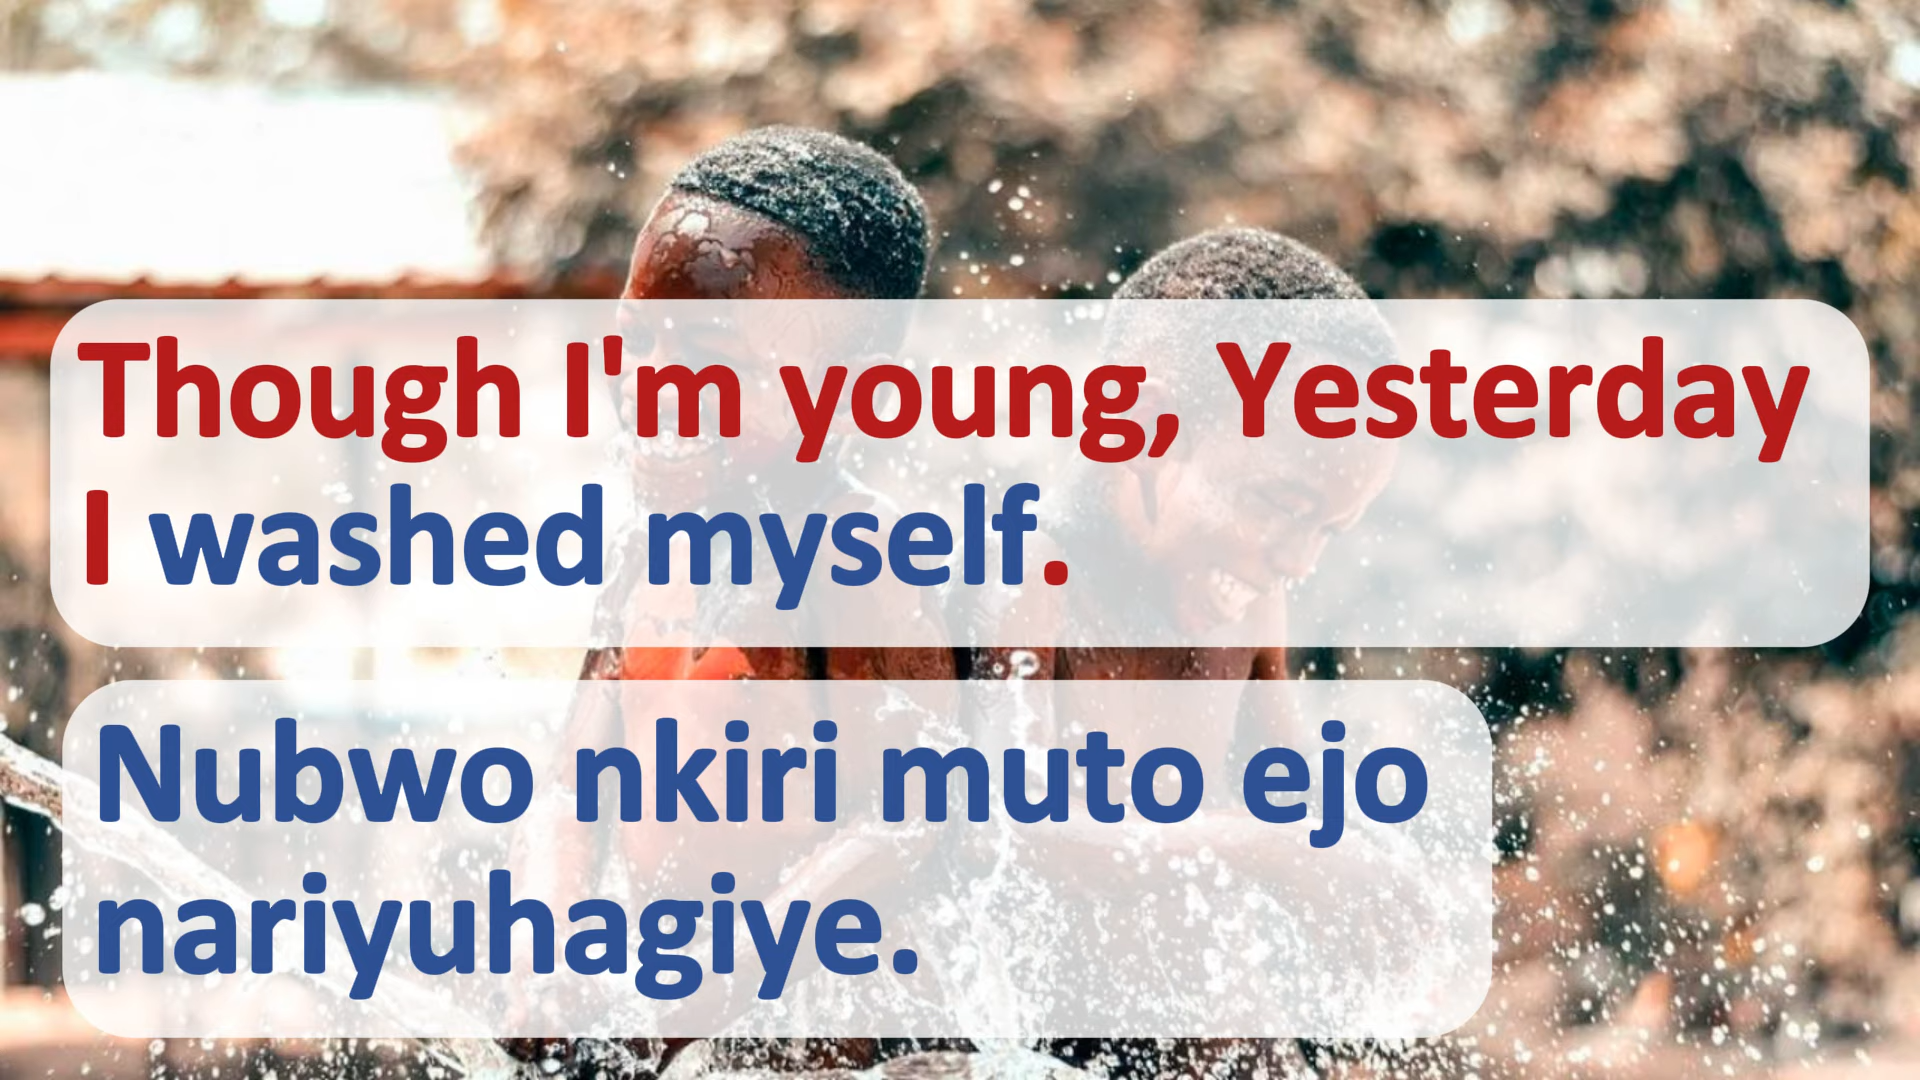 Though I'm young, Yesterday
I washed myself.
Nubwo nkiri muto ejo
nariyuhagiye.